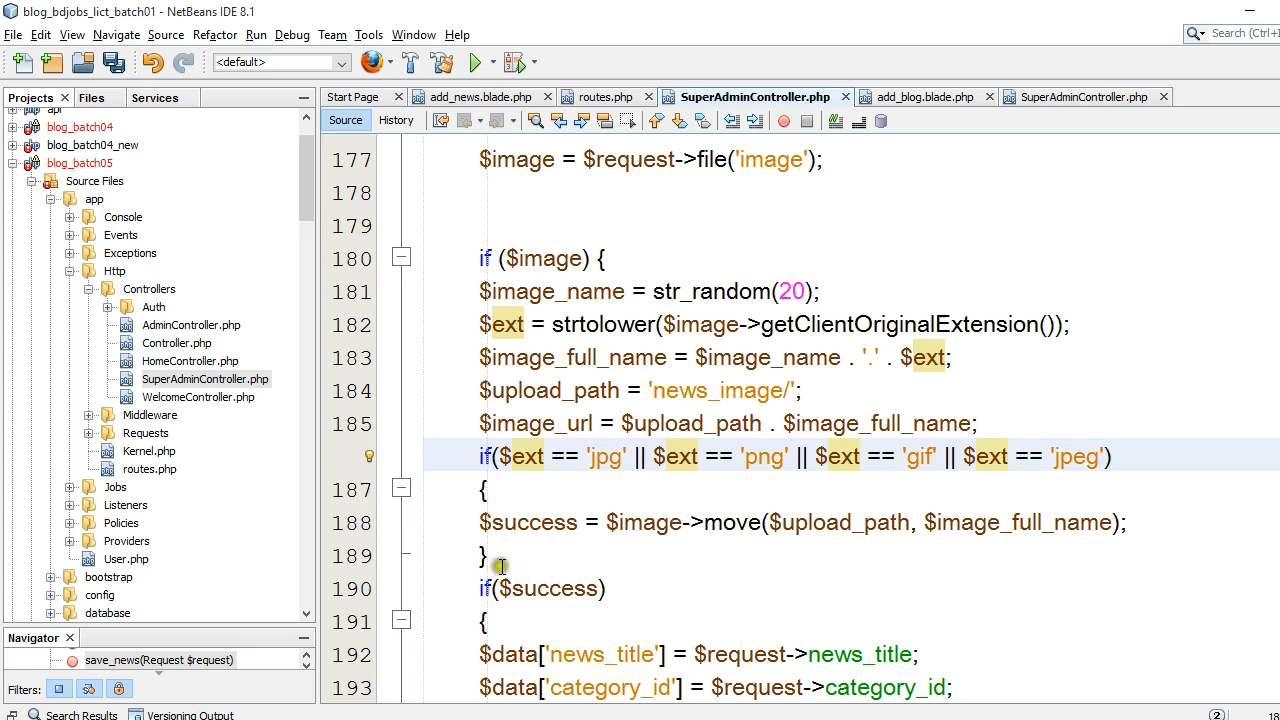 blog_bdjobs_lict_batch01 - NetBeans IDE 8.1
File Edit View Navigate Source Refactor Run Debug Team Tools Window Help
Search (Ctrl+I
<default>
Projects Files Services
Start Page add_news.blade.php routes.php SuperAdminController.php add_blog.blade.php SuperAdminController.php
Source History
api
blog_batch04
blog_batch04_new
blog_batch05
Source Files
app
Console
Events
Exceptions
Http
Controllers
Auth
AdminController.php
Controller.php
HomeController.php
SuperAdminController.php
WelcomeController.php
Middleware
Requests
Kernel.php
routes.php
Jobs
Listeners
Policies
Providers
User.php
bootstrap
config
database
Navigator
save_news(Request $request)
Filters:
Search Results Versioning Output
177 $image = $request->file('image');
178
179
180 if ($image) {
181 $image_name = str_random(20);
182 $ext = strtolower($image->getClientOriginalExtension());
183 $image_full_name = $image_name . '.' . $ext;
184 $upload_path = 'news_image/';
185 $image_url = $upload_path . $image_full_name;
if($ext == 'jpg' || $ext == 'png' || $ext == 'gif' || $ext == 'jpeg')
187 {
188 $success = $image->move($upload_path, $image_full_name);
189 }
190 if($success)
191 {
192 $data['news_title'] = $request->news_title;
193 $data['category_id'] = $request->category_id;
2 18